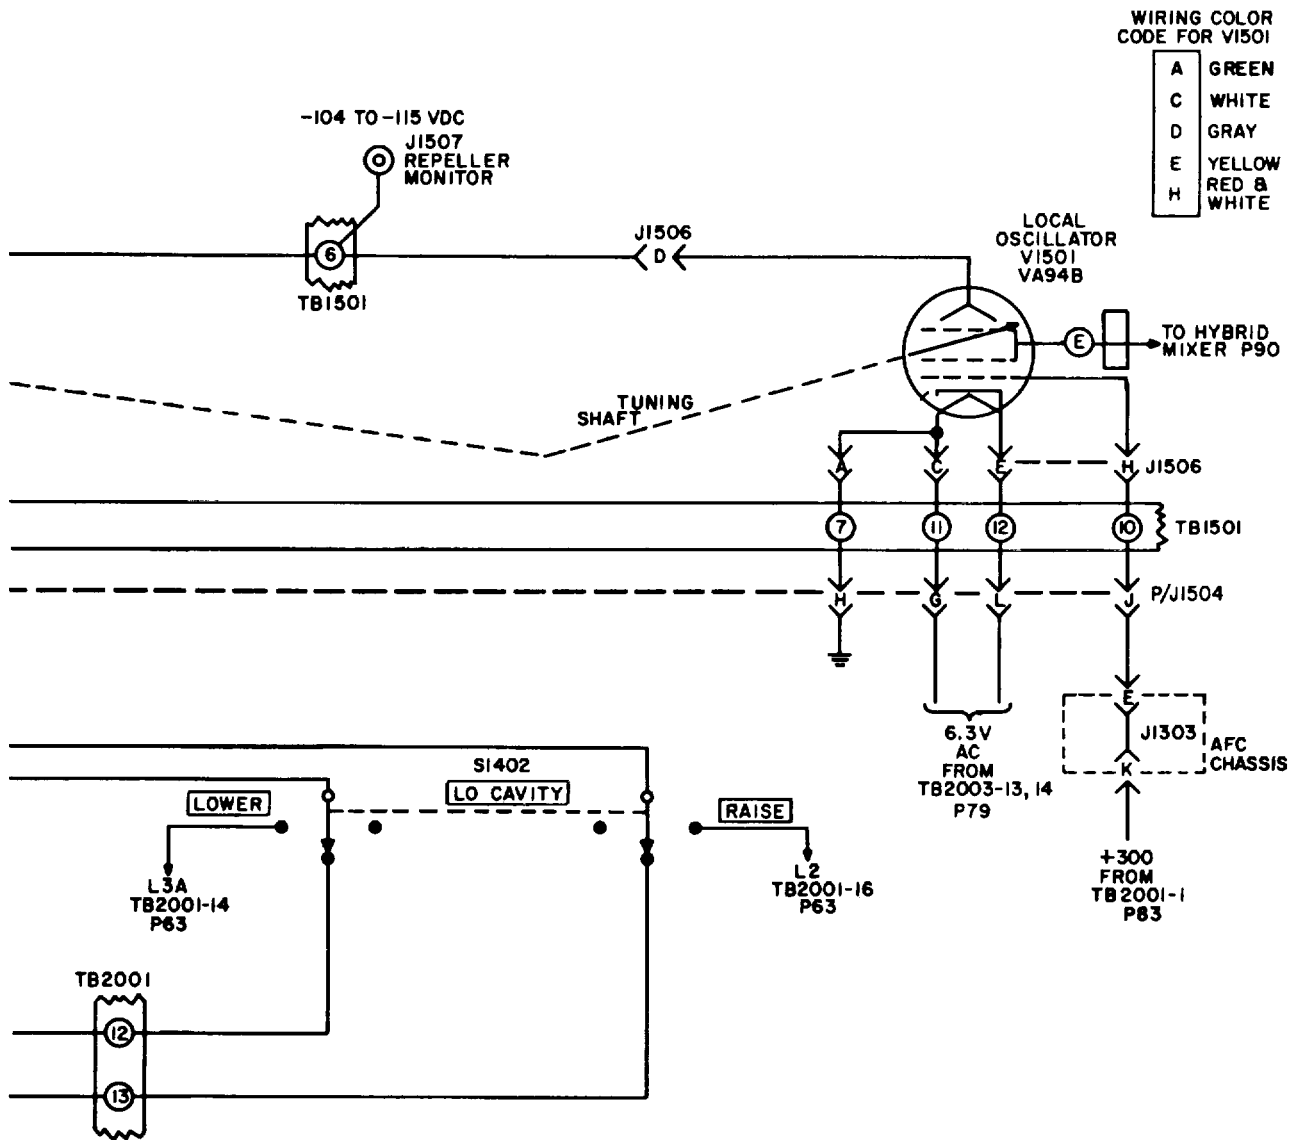 WIRING COLOR
CODE FOR V1501
A GREEN
C WHITE
D GRAY
E YELLOW
H RED &
WHITE
-104 TO -115 VDC
J1507
REPELLER
MONITOR
6
TB1501
J1506
D
LOCAL
OSCILLATOR
V1501
VA94B
E
TO HYBRID
MIXER P90
TUNING
SHAFT
A C E H J1506
7 11 12 10 TB1501
H G L J P/J1504
6.3V
AC
FROM
TB2003-13, 14
P79
E
J1303
K
AFC
CHASSIS
+300
FROM
TB2001-1
P83
S1402
LO CAVITY
LOWER
RAISE
L3A
TB2001-14
P63
L2
TB2001-16
P63
TB2001
12
13